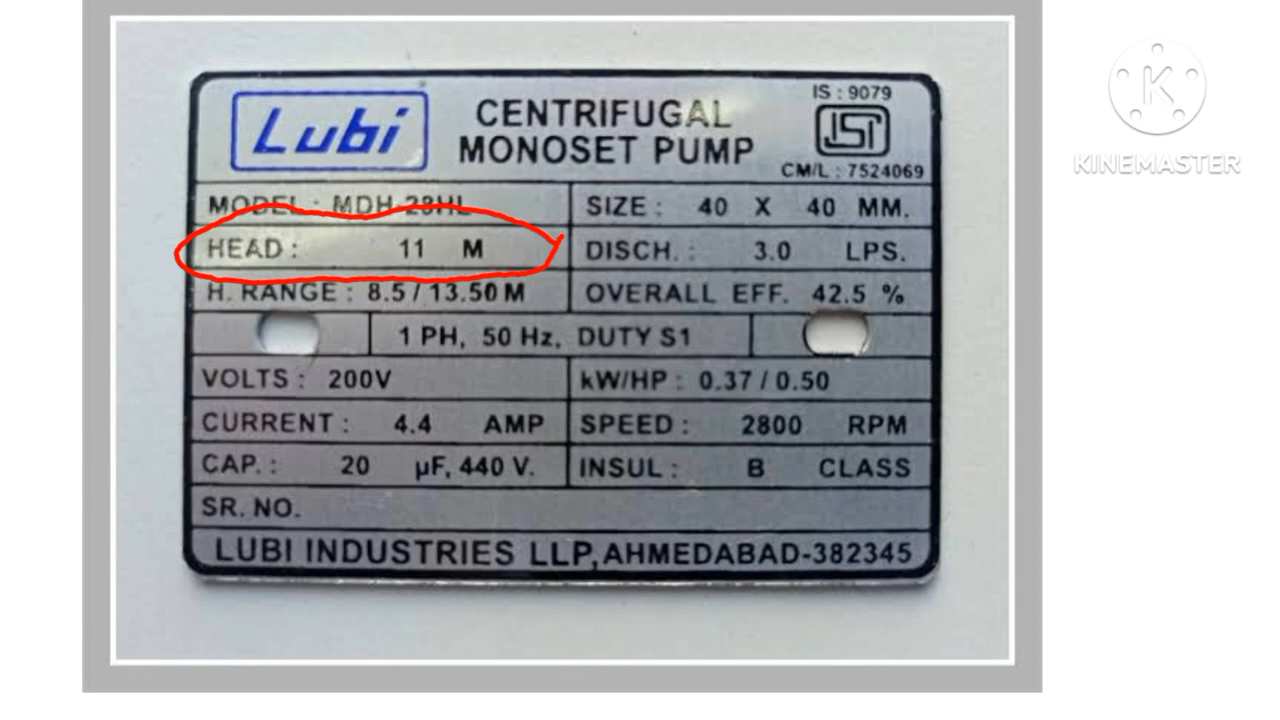 Lubi
CENTRIFUGAL
MONOSET PUMP
IS : 9079
ISI
CM/L : 7524069
MODEL : MDH-28HL
SIZE : 40 X 40 MM.
HEAD : 11 M
DISCH. : 3.0 LPS.
H. RANGE : 8.5 / 13.50 M
OVERALL EFF. 42.5 %
1 PH, 50 Hz, DUTY S1
VOLTS : 200V
kW/HP : 0.37 / 0.50
CURRENT : 4.4 AMP
SPEED : 2800 RPM
CAP. : 20 µF, 440 V.
INSUL : B CLASS
SR. NO.
LUBI INDUSTRIES LLP,AHMEDABAD-382345
K
KINEMASTER